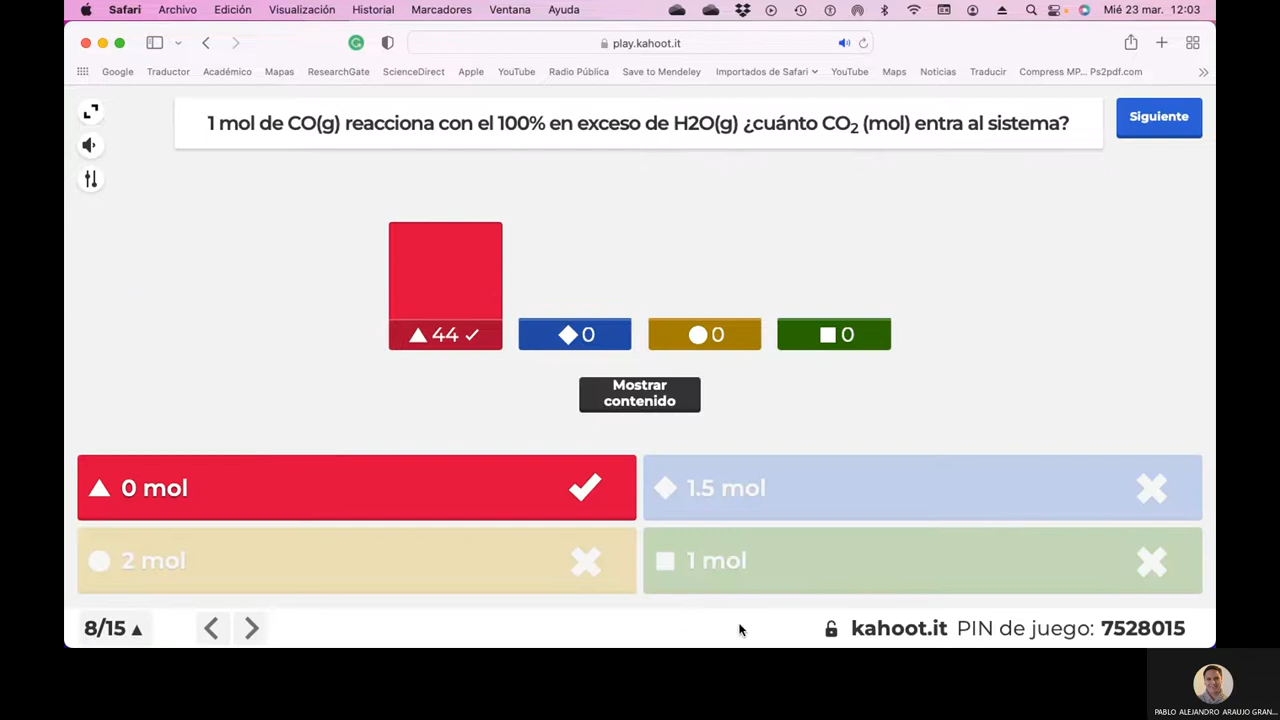 Safari Archivo Edición Visualización Historial Marcadores Ventana Ayuda Mié 23 mar. 12:03
play.kahoot.it
Google Traductor Académico Mapas ResearchGate ScienceDirect Apple YouTube Radio Pública Save to Mendeley Importados de Safari YouTube Maps Noticias Traducir Compress MP... Ps2pdf.com
1 mol de CO(g) reacciona con el 100% en exceso de H2O(g) ¿cuánto CO₂ (mol) entra al sistema?
Siguiente
44 0 0 0
Mostrar
contenido
0 mol
1.5 mol
2 mol
1 mol
8/15
kahoot.it PIN de juego: 7528015
PABLO ALEJANDRO ARAUJO GRAN...